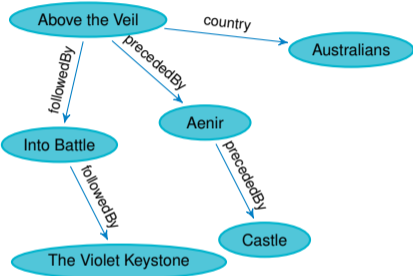 Above the Veil
country
Australians
followedBy
precededBy
Aenir
Into Battle
followedBy
precededBy
Castle
The Violet Keystone